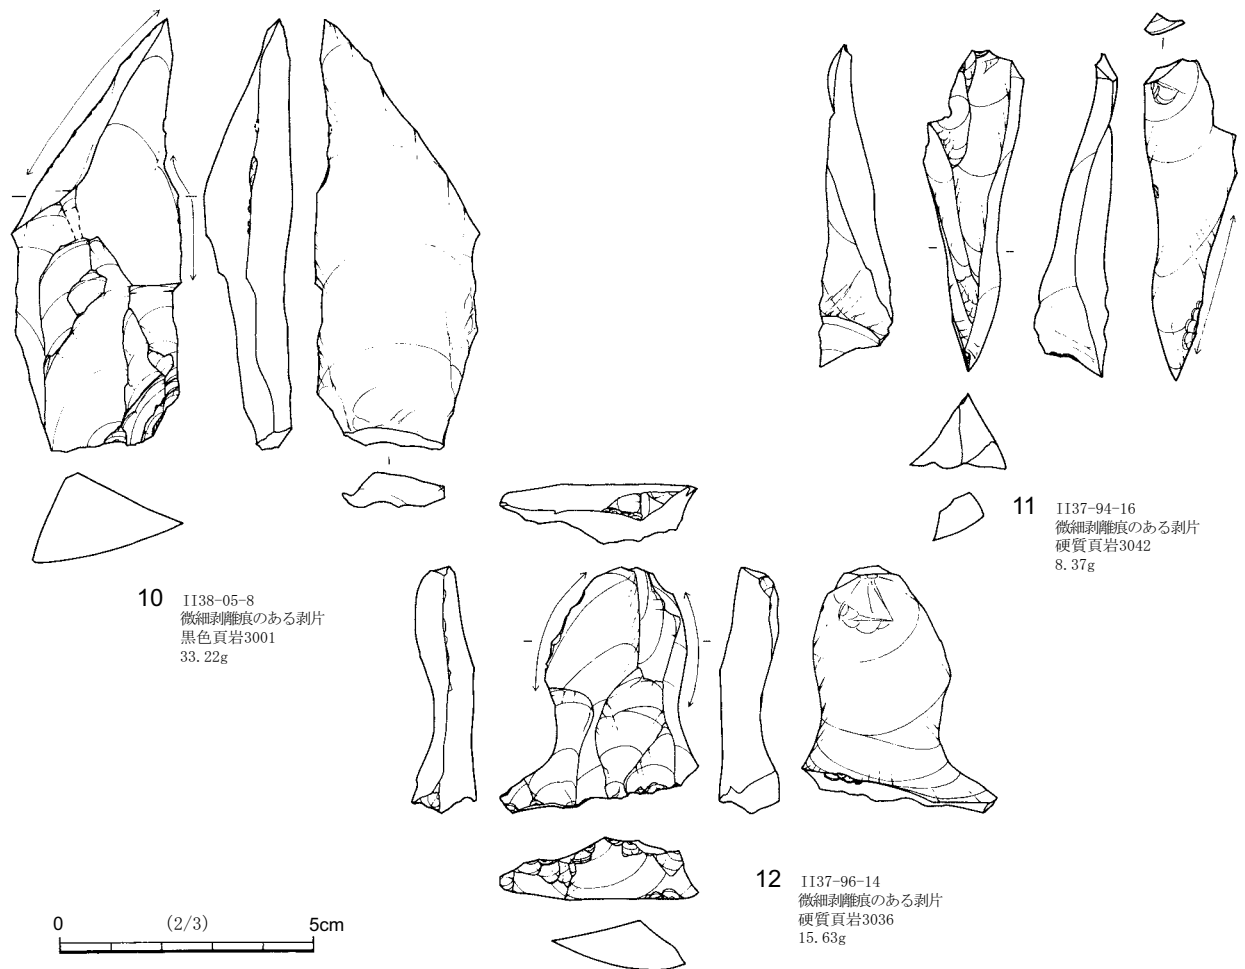 10 II38-05-8
微細剥離痕のある剥片
黒色頁岩3001
33.22g
11 II37-94-16
微細剥離痕のある剥片
硬質頁岩3042
8.37g
12 II37-96-14
微細剥離痕のある剥片
硬質頁岩3036
15.63g
0 (2/3) 5cm